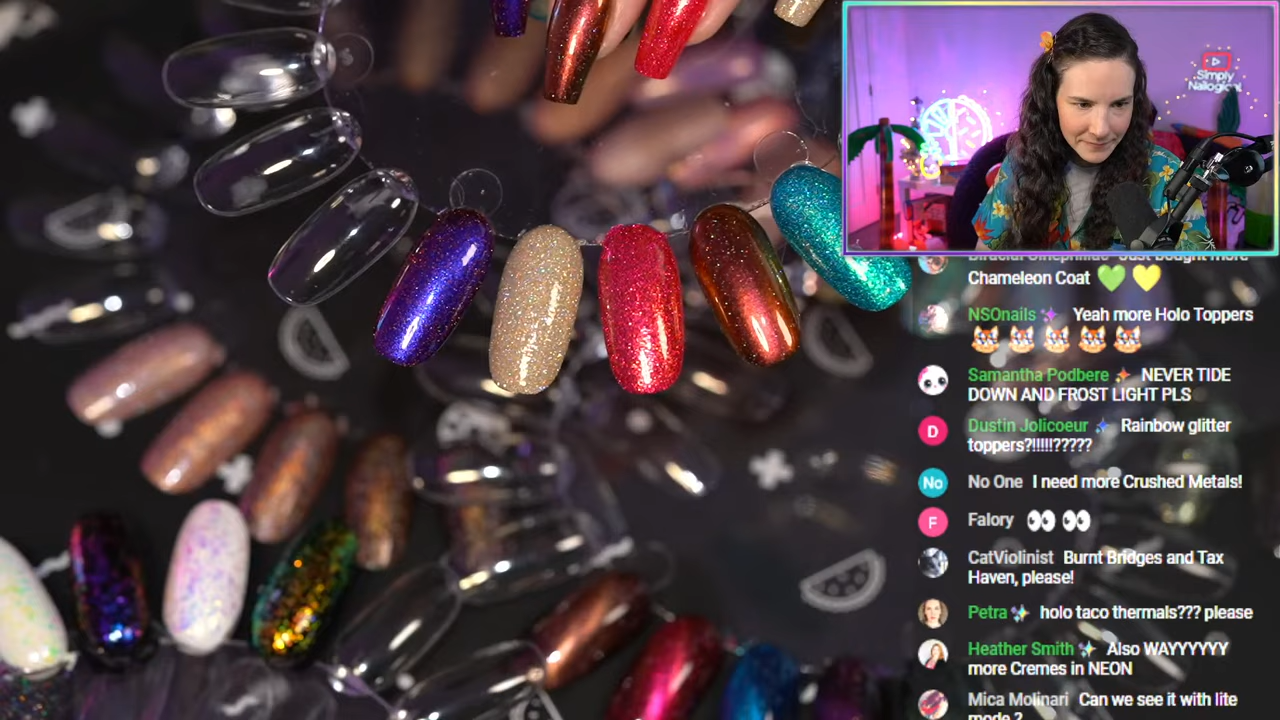 Simply
Nailogical
Chameleon Coat
NSOnails Yeah more Holo Toppers
Samantha Podbere NEVER TIDE
DOWN AND FROST LIGHT PLS
D
Dustin Jolicoeur Rainbow glitter
toppers?!!!!!?????
No
No One I need more Crushed Metals!
F
Falory
CatViolinist Burnt Bridges and Tax
Haven, please!
Petra holo taco thermals??? please
Heather Smith Also WAYYYYYY
more Cremes in NEON
Mica Molinari Can we see it with lite
mode ?